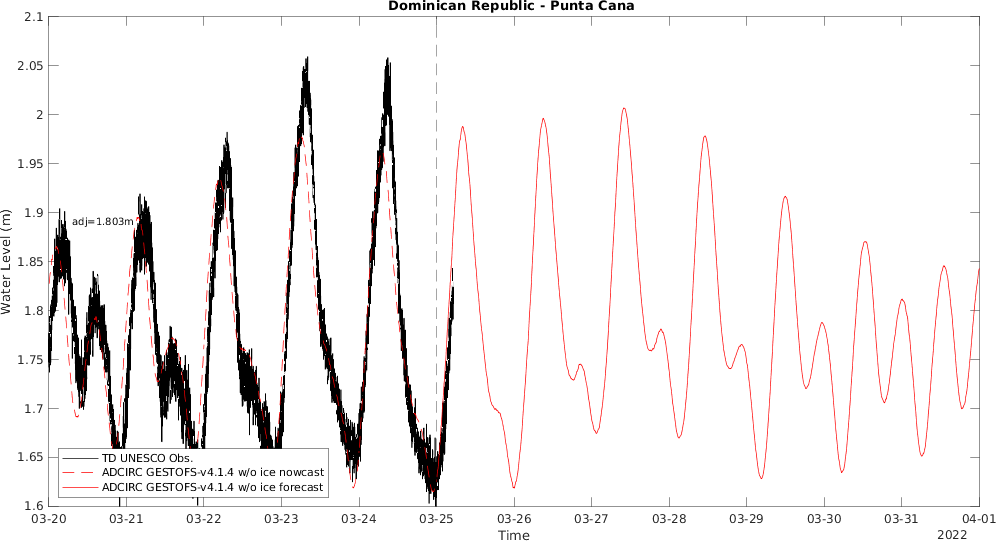 Dominican Republic - Punta Cana
2.1
2.05
2
1.95
1.9
1.85
1.8
1.75
1.7
1.65
1.6
Water Level (m)
adj=1.803m
TD UNESCO Obs.
ADCIRC GESTOFS-v4.1.4 w/o ice nowcast
ADCIRC GESTOFS-v4.1.4 w/o ice forecast
03-20 03-21 03-22 03-23 03-24 03-25 03-26 03-27 03-28 03-29 03-30 03-31 04-01
Time
2022